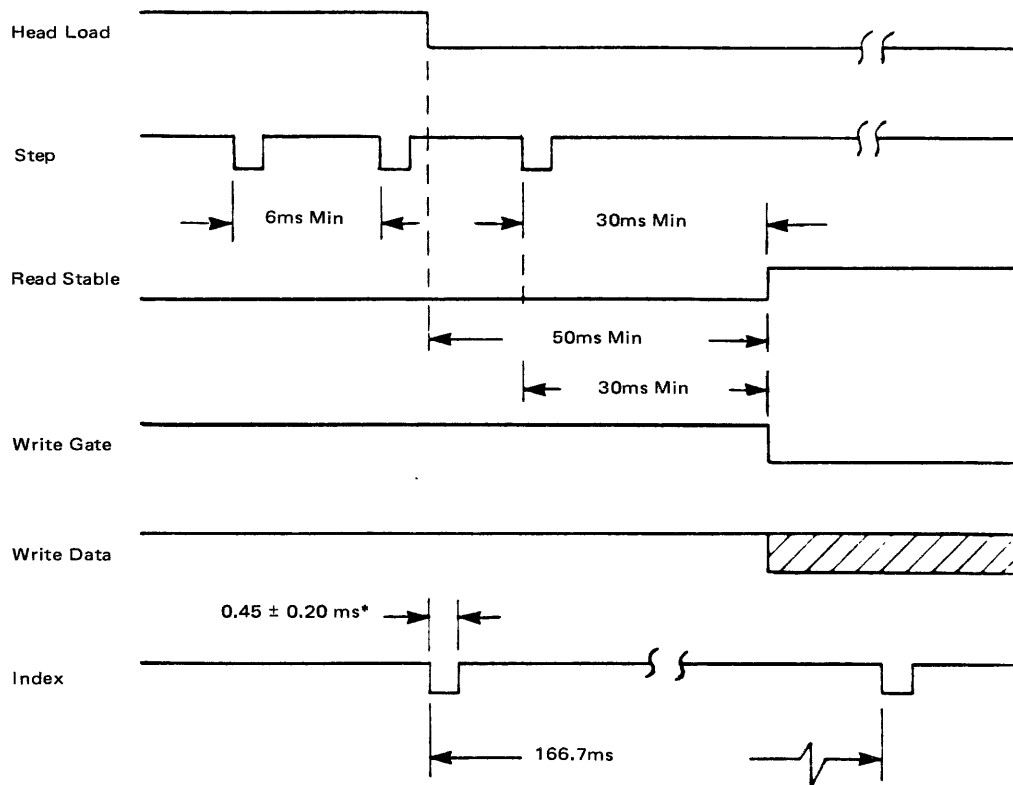 Head Load
Step
6ms Min
30ms Min
Read Stable
50ms Min
30ms Min
Write Gate
Write Data
0.45 ± 0.20 ms*
Index
166.7ms